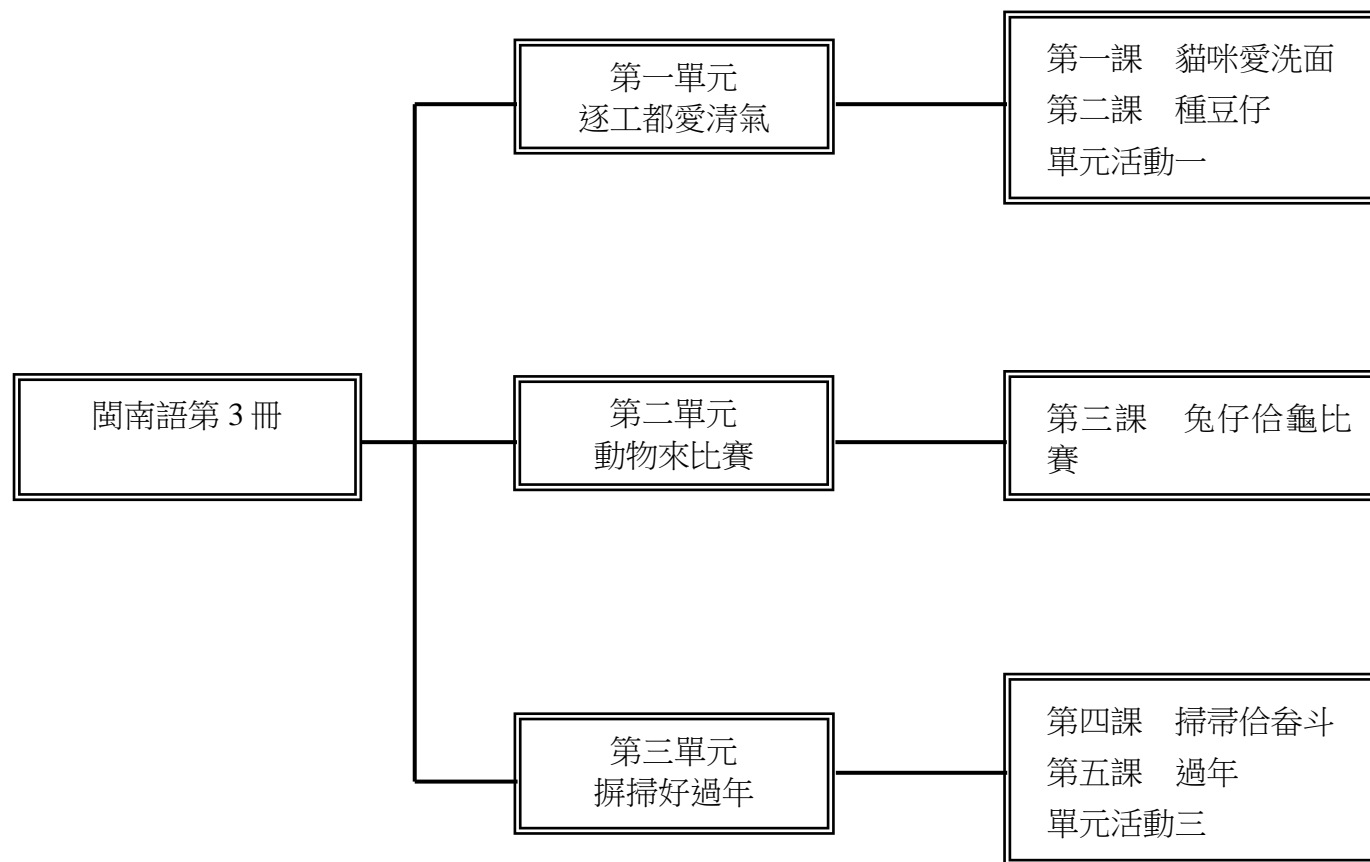 閩南語第 3 冊
第一單元
逐工都愛清氣
第一課　貓咪愛洗面
第二課　種豆仔
單元活動一
第二單元
動物來比賽
第三課　兔仔佮龜比
賽
第三單元
摒掃好過年
第四課　掃帚佮畚斗
第五課　過年
單元活動三